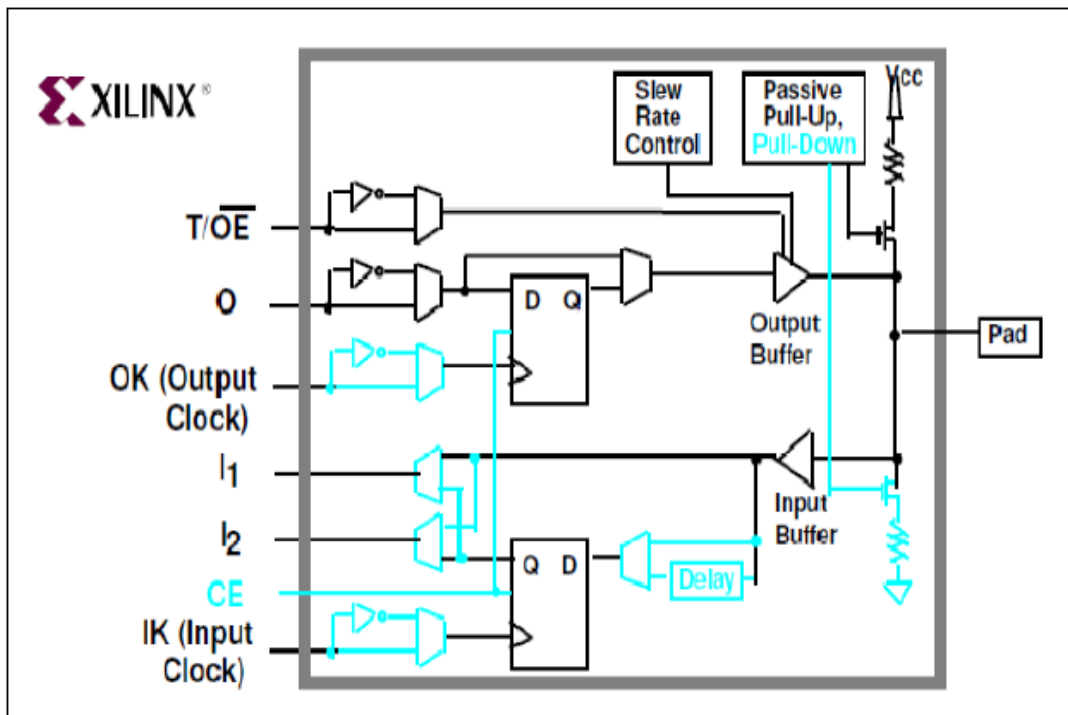 XILINX®
Vcc
Slew
Rate
Control
Passive
Pull-Up,
Pull-Down
T/O̅E̅
O
D Q
Output
Buffer
Pad
OK (Output
Clock)
I1
I2
Input
Buffer
Q D
Delay
CE
IK (Input
Clock)